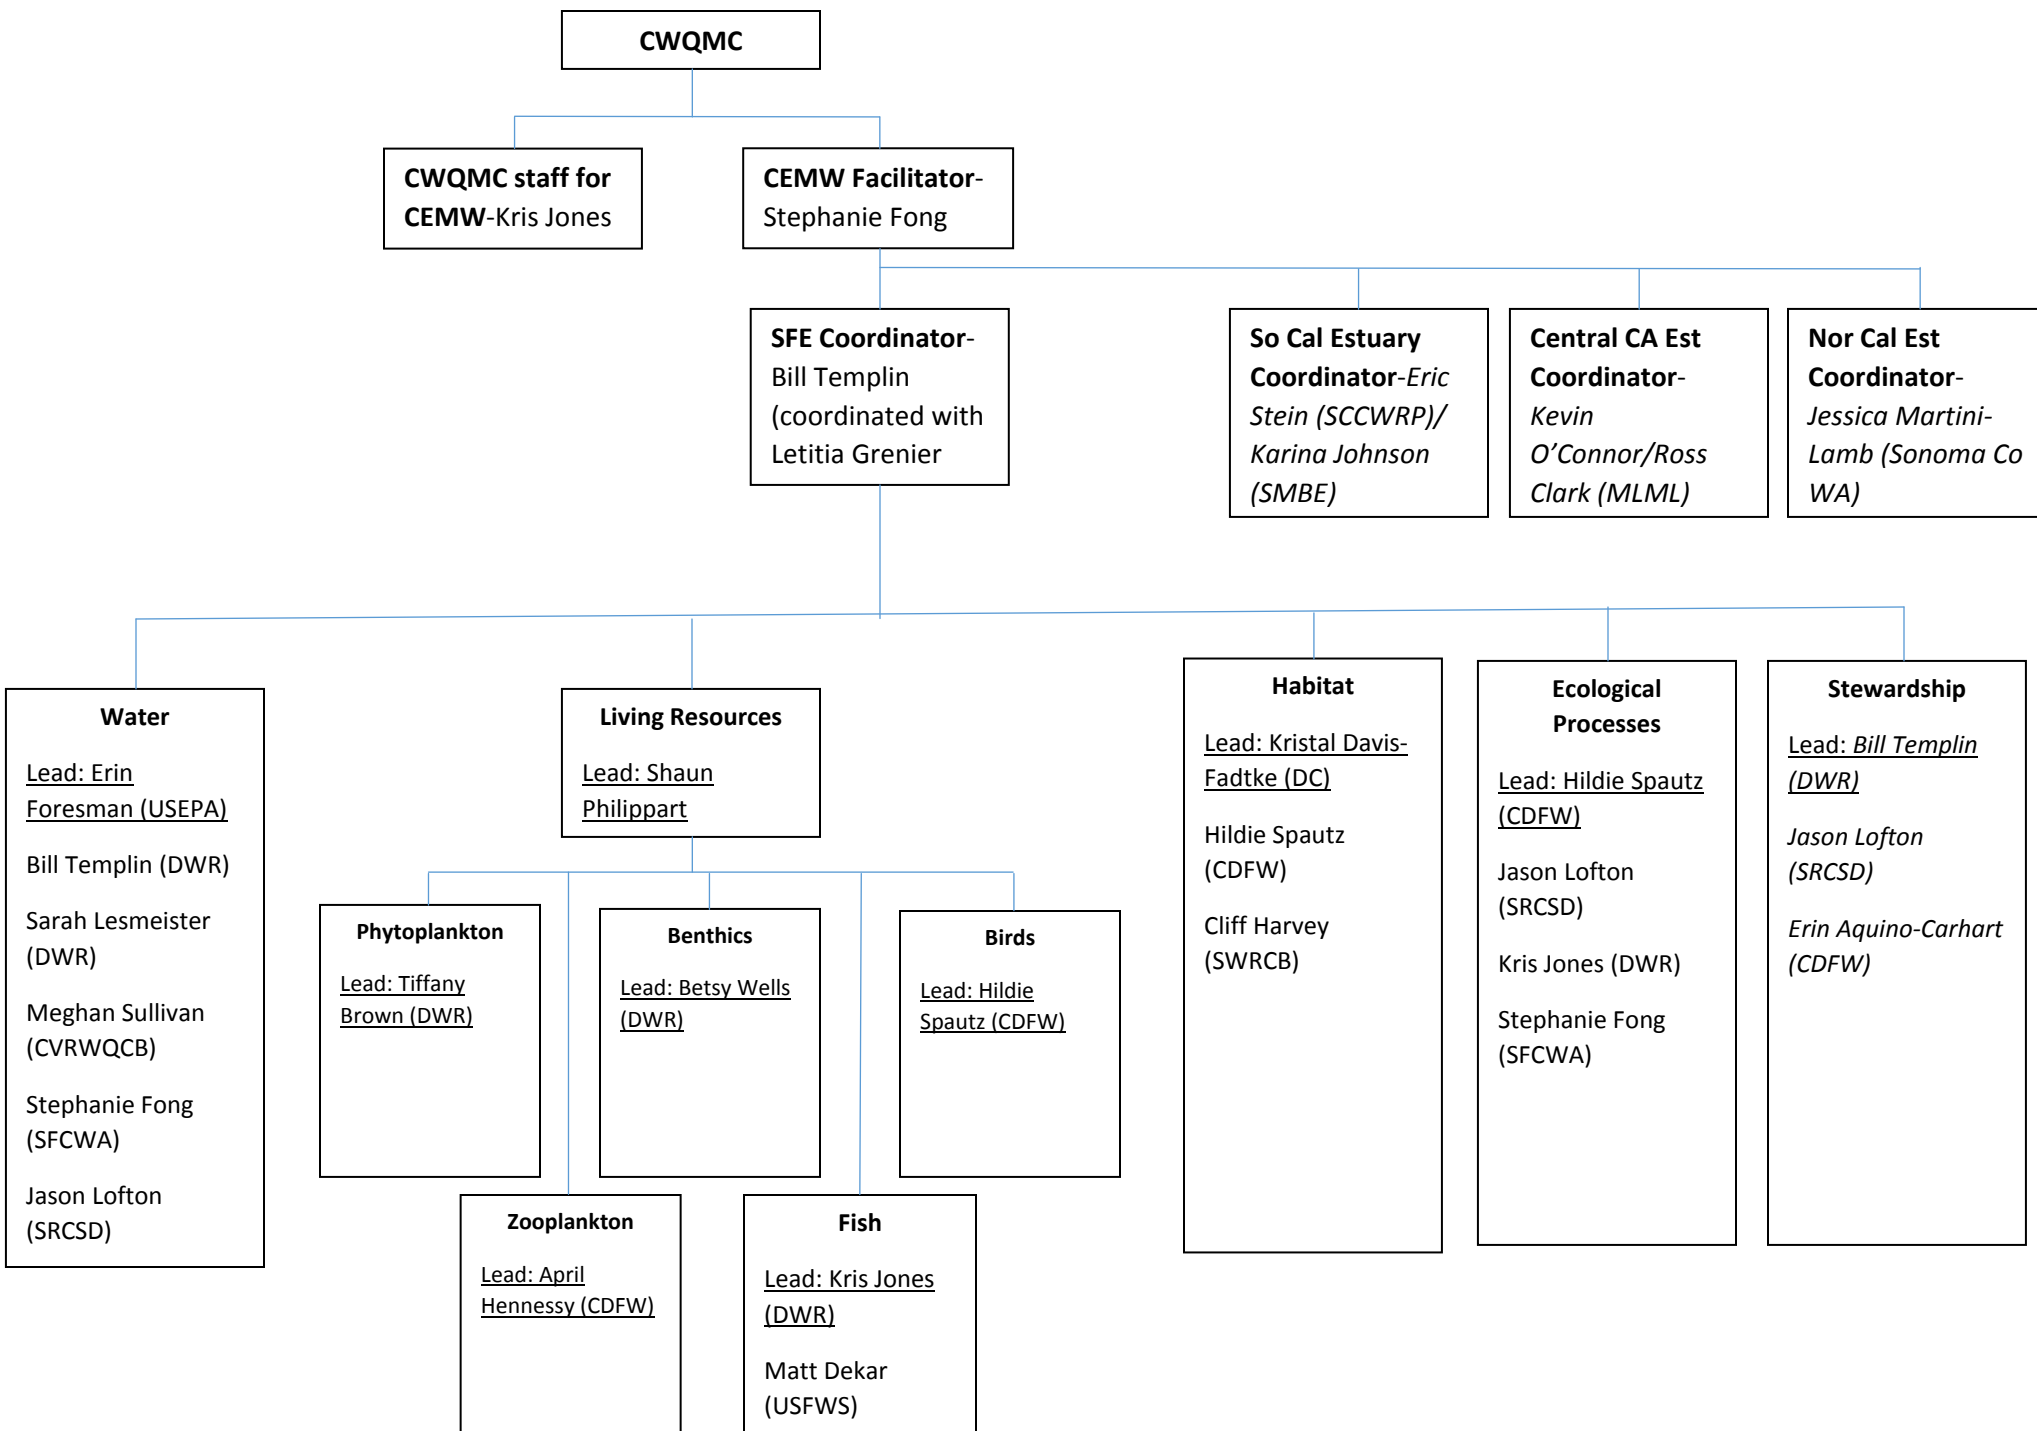 CWQMC
CWQMC staff for
CEMW-Kris Jones
CEMW Facilitator-
Stephanie Fong
SFE Coordinator-
Bill Templin
(coordinated with
Letitia Grenier
So Cal Estuary
Coordinator-Eric
Stein (SCCWRP)/
Karina Johnson
(SMBE)
Central CA Est
Coordinator-
Kevin
O’Connor/Ross
Clark (MLML)
Nor Cal Est
Coordinator-
Jessica Martini-
Lamb (Sonoma Co
WA)
Water
Lead: Erin
Foresman (USEPA)
Bill Templin (DWR)
Sarah Lesmeister
(DWR)
Meghan Sullivan
(CVRWQCB)
Stephanie Fong
(SFCWA)
Jason Lofton
(SRCSD)
Living Resources
Lead: Shaun
Philippart
Phytoplankton
Lead: Tiffany
Brown (DWR)
Benthics
Lead: Betsy Wells
(DWR)
Birds
Lead: Hildie
Spautz (CDFW)
Zooplankton
Lead: April
Hennessy (CDFW)
Fish
Lead: Kris Jones
(DWR)
Matt Dekar
(USFWS)
Habitat
Lead: Kristal Davis-
Fadtke (DC)
Hildie Spautz
(CDFW)
Cliff Harvey
(SWRCB)
Ecological
Processes
Lead: Hildie Spautz
(CDFW)
Jason Lofton
(SRCSD)
Kris Jones (DWR)
Stephanie Fong
(SFCWA)
Stewardship
Lead: Bill Templin
(DWR)
Jason Lofton
(SRCSD)
Erin Aquino-Carhart
(CDFW)